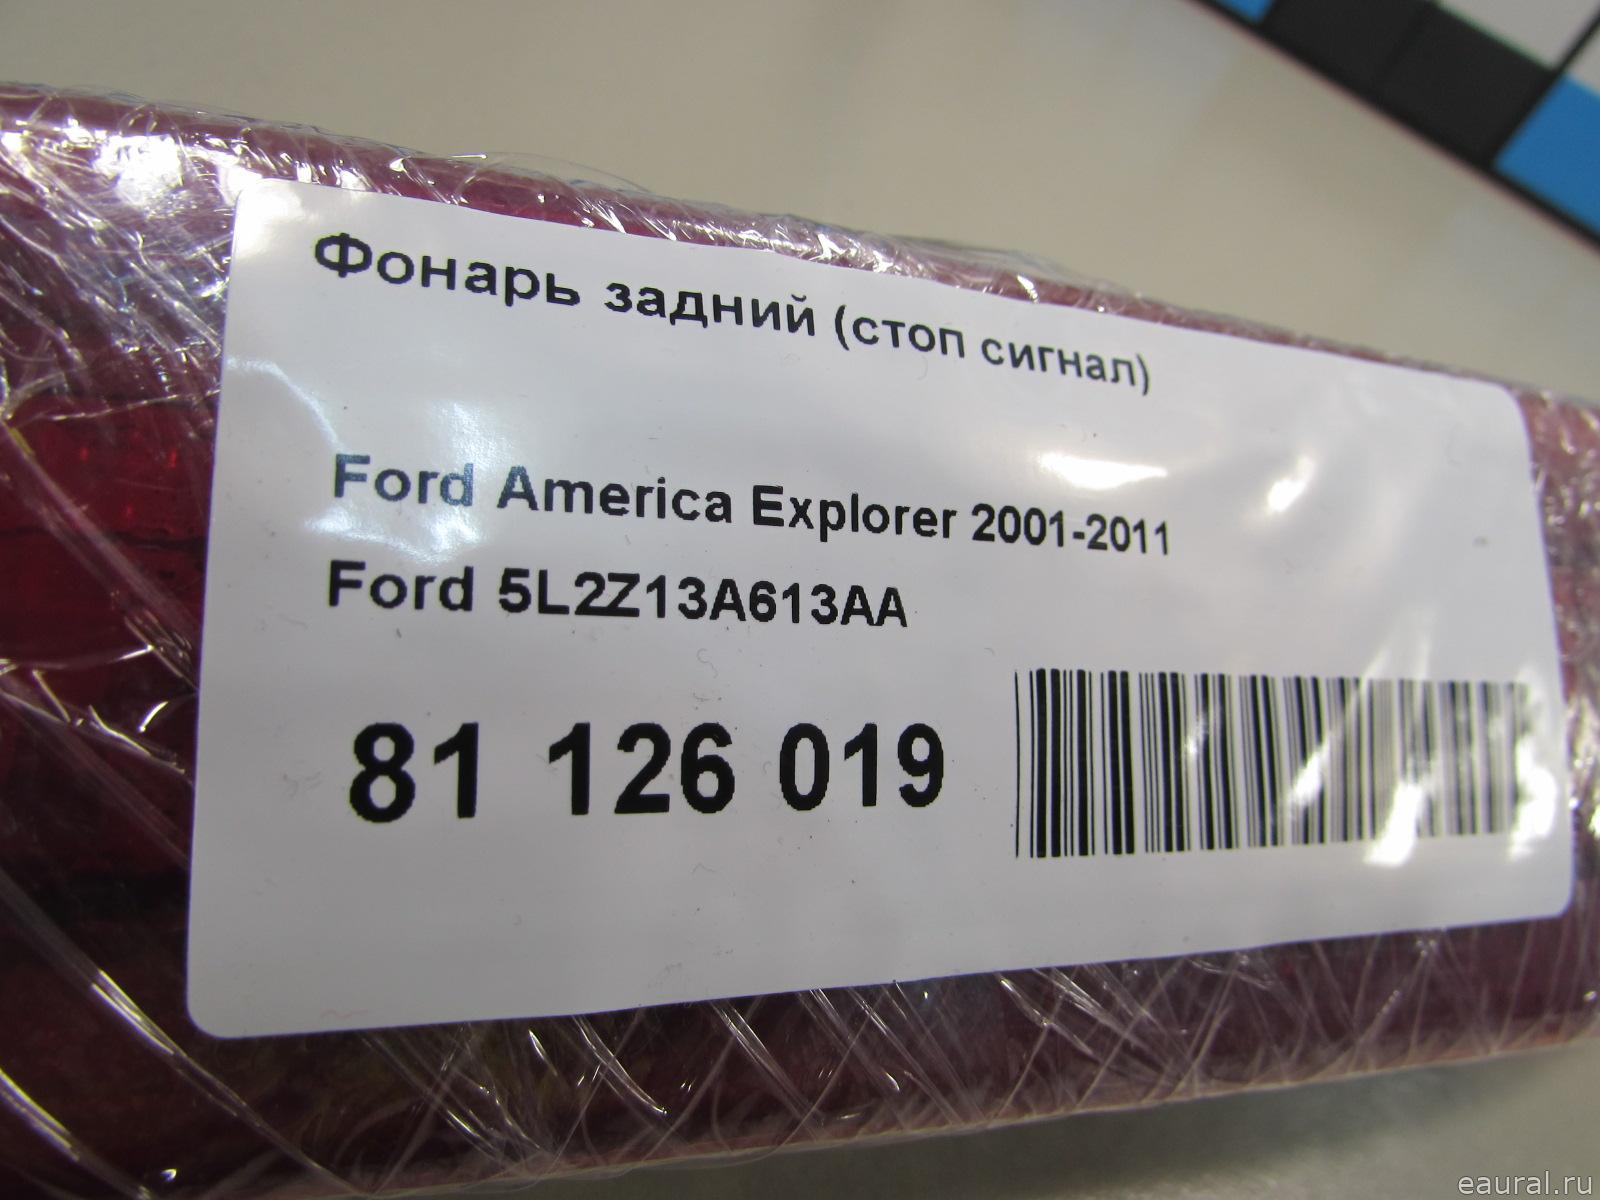 Фонарь задний (стоп сигнал)
Ford America Explorer 2001-2011
Ford 5L2Z13A613AA
81 126 019
eaural.ru